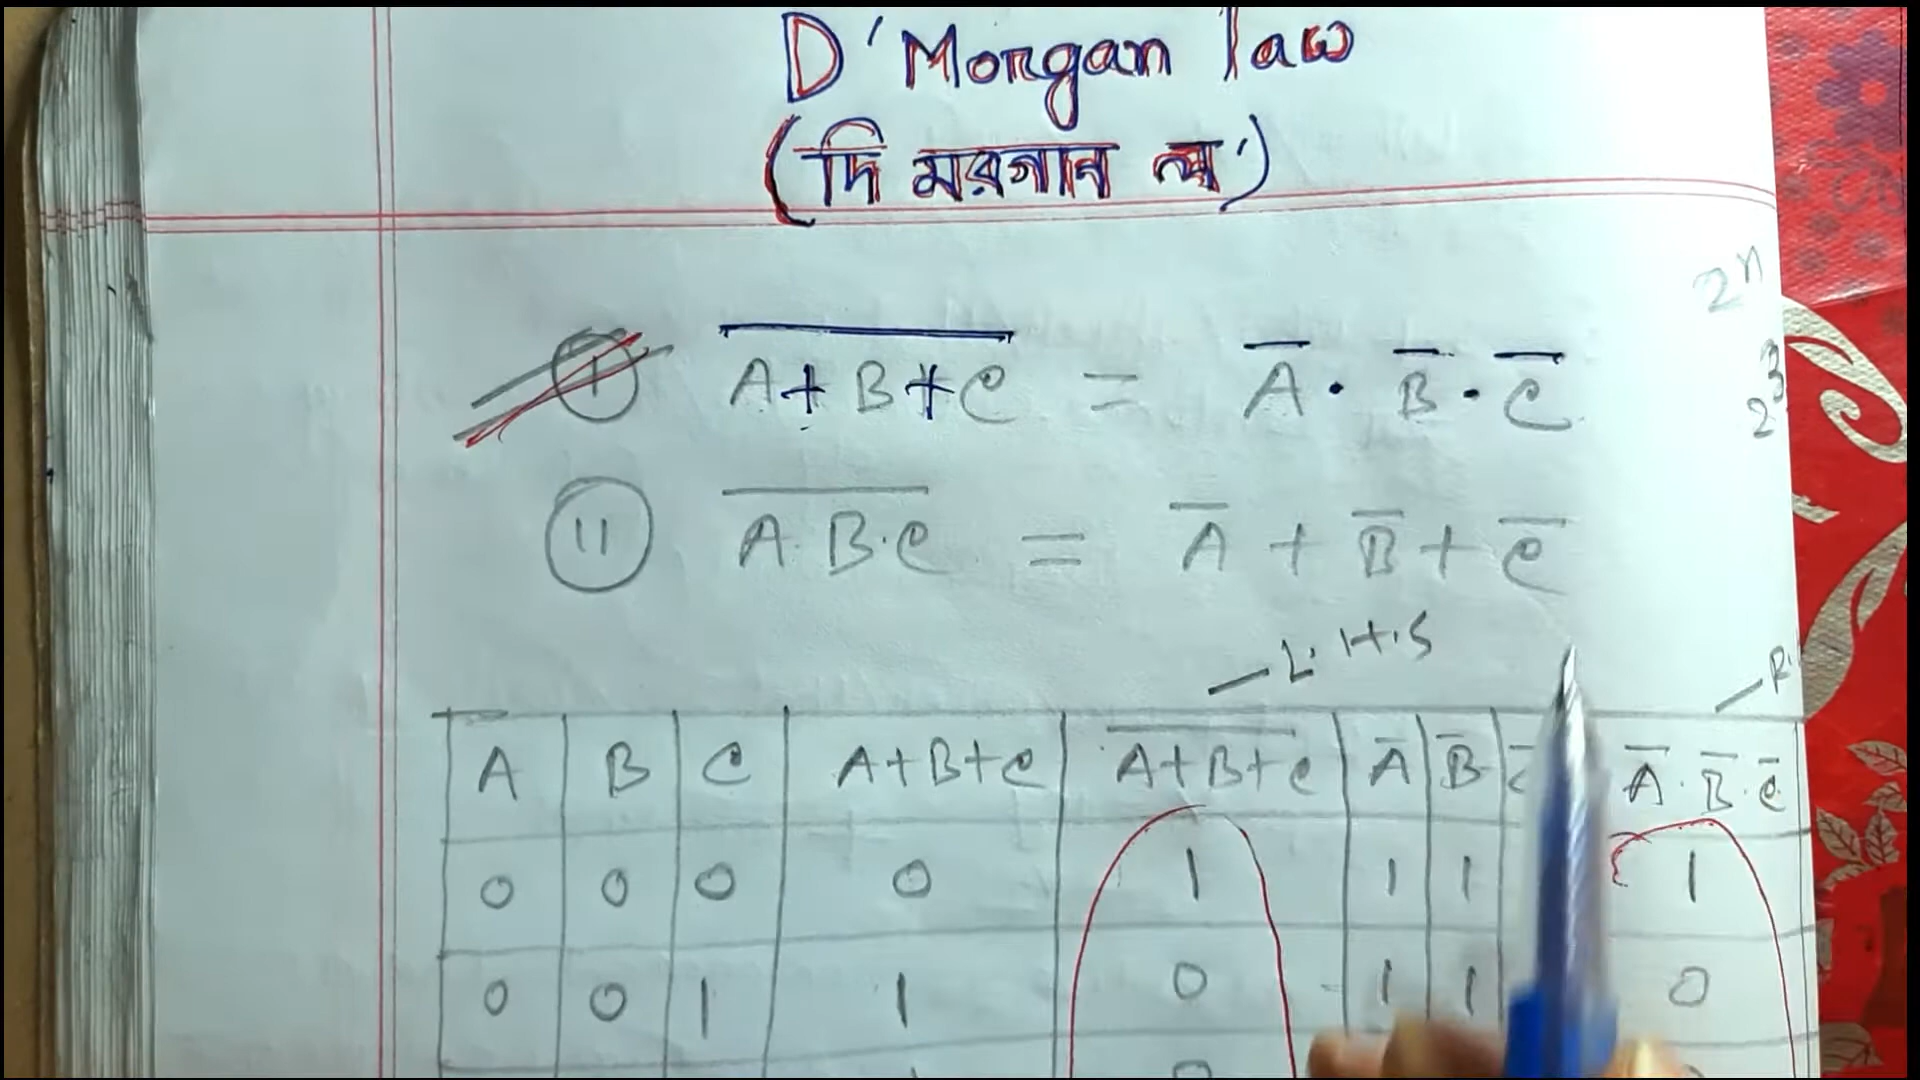 D'Morgan law
(দি মরগান ল')
2ⁿ
I A̅+̅B̅+̅C̅ = A̅ · B̅ · C̅
2³
II A̅.̅B̅.̅C̅ = A̅ + B̅ + C̅
L.H.S
R.
A B C A+B+C A̅+̅B̅+̅C̅ A̅ B̅ C̅ A̅ . B̅ . C̅
0 0 0 0 1 1 1 1
0 0 1 1 0 1 1 0